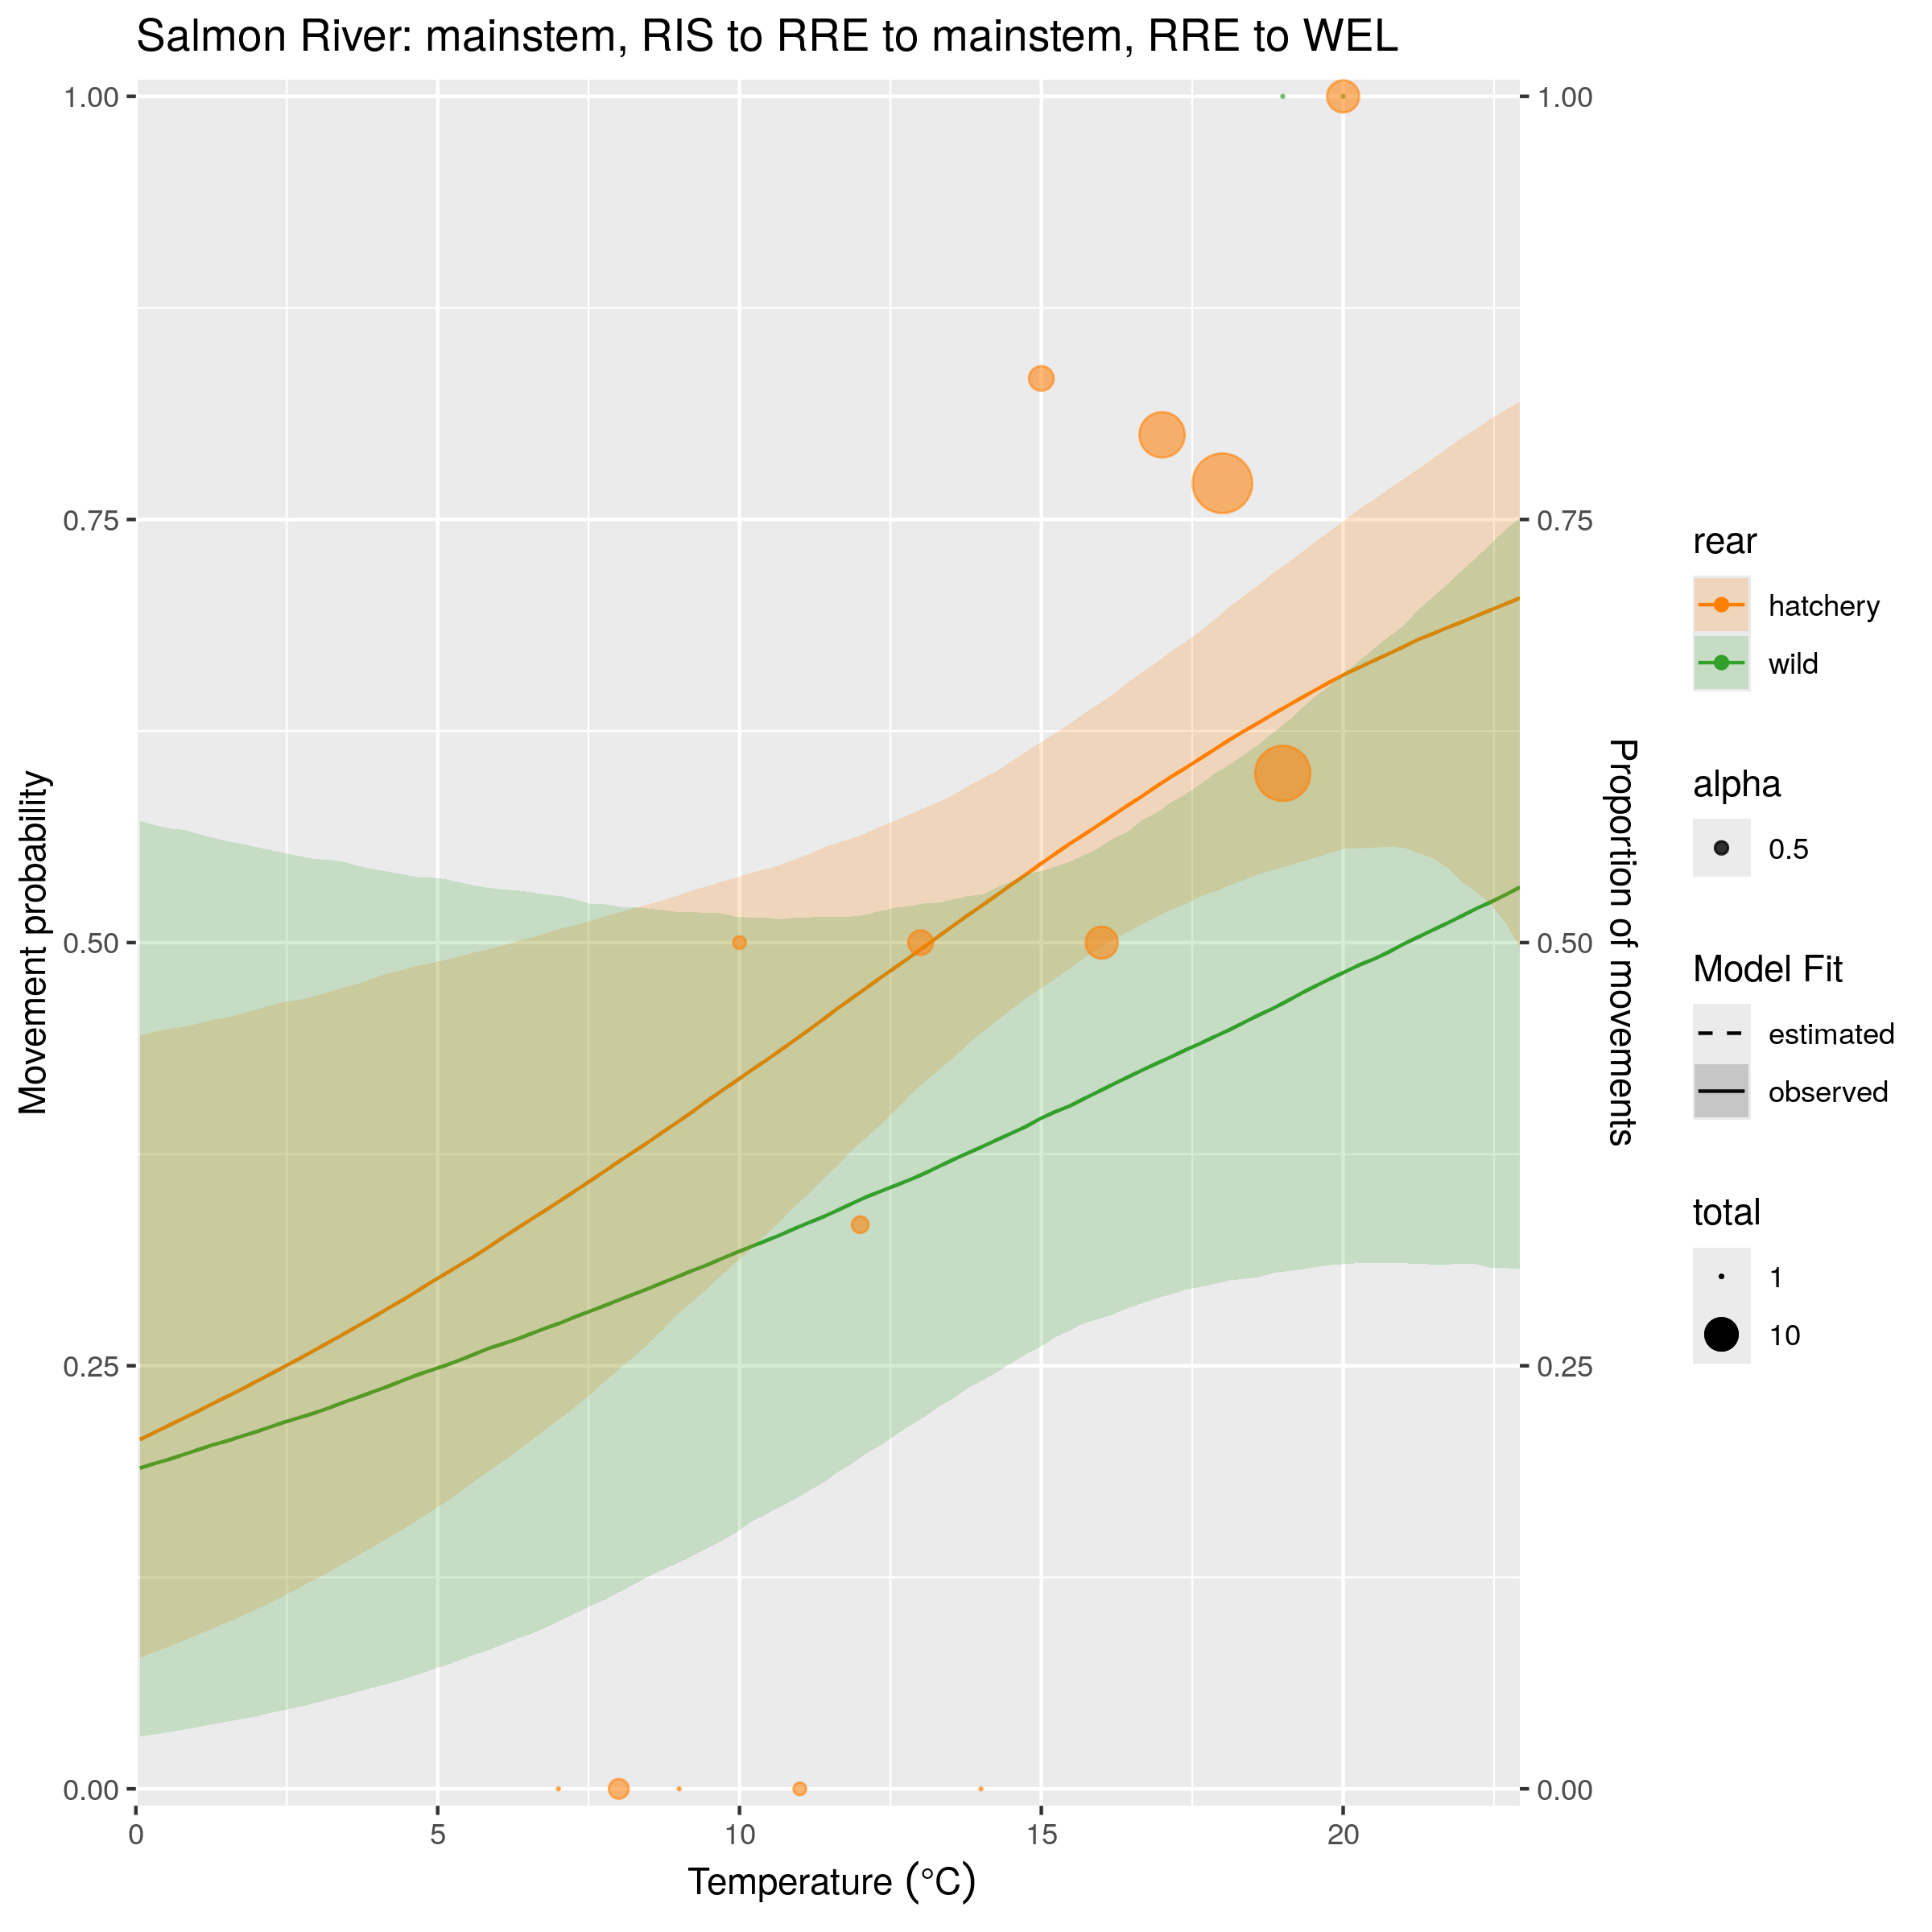 Salmon River: mainstem, RIS to RRE to mainstem, RRE to WEL
Movement probability
1.00
0.75
0.50
0.25
0.00
0
5
10
15
20
Temperature (°C)
1.00
0.75
0.50
0.25
0.00
Proportion of movements
rear
hatchery
wild
alpha
0.5
Model Fit
estimated
observed
total
1
10